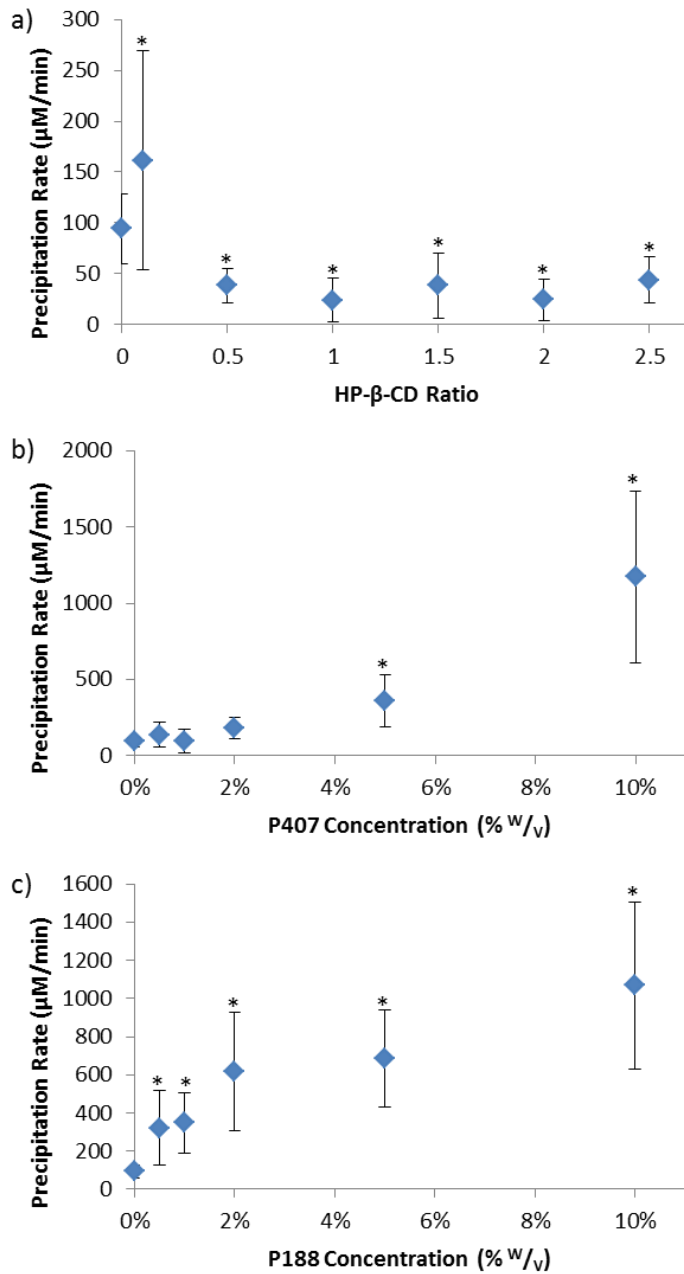 a)
Precipitation Rate (µM/min)
300
250
200
150
100
50
0
* * * * * *
0 0.5 1 1.5 2 2.5
HP-β-CD Ratio
b)
Precipitation Rate (µM/min)
2000
1500
1000
500
0
* *
0% 2% 4% 6% 8% 10%
P407 Concentration (% W/V)
c)
Precipitation Rate (µM/min)
1600
1400
1200
1000
800
600
400
200
0
* * * * *
0% 2% 4% 6% 8% 10%
P188 Concentration (% W/V)